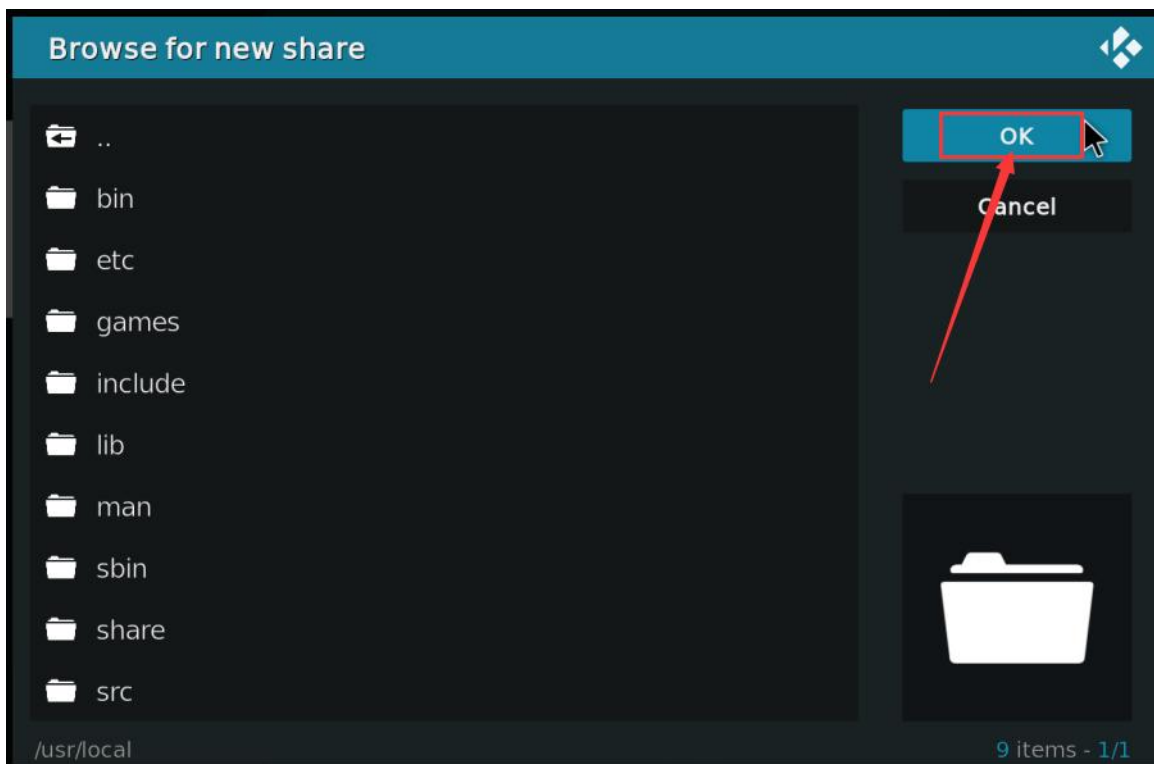 Browse for new share
..
bin
etc
games
include
lib
man
sbin
share
src
OK
Cancel
/usr/local
9 items - 1/1